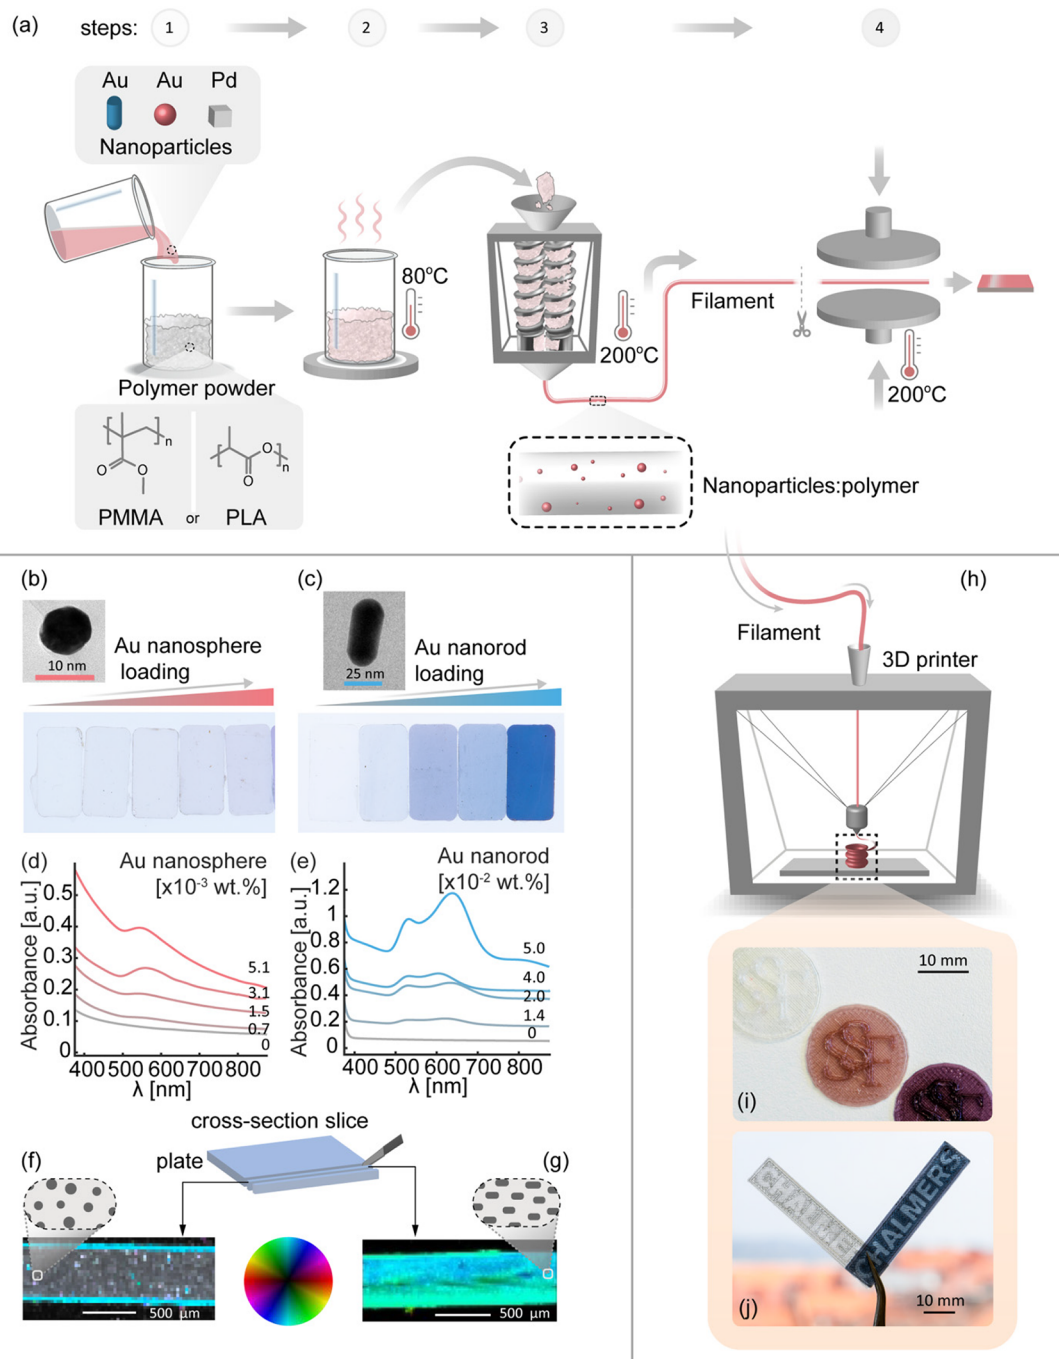 (a) steps: 1 2 3 4
Au Au Pd
Nanoparticles
80°C
Filament
200°C
200°C
Polymer powder
n
O O
O
n
O
PMMA or PLA
Nanoparticles:polymer
(b)
10 nm
Au nanosphere
loading
(c)
25 nm
Au nanorod
loading
(d)
Au nanosphere
[x10-3 wt.%]
Absorbance [a.u.]
0.5
0.4
0.3
0.2
0.1
0
5.1
3.1
1.5
0.7
0
400 500 600 700 800
λ [nm]
(e)
Au nanorod
[x10-2 wt.%]
Absorbance [a.u.]
1.2
1
0.8
0.6
0.4
0.2
0
5.0
4.0
2.0
1.4
0
400 500 600 700 800
λ [nm]
cross-section slice
plate
(f)
500 μm
(g)
500 μm
(h)
Filament
3D printer
10 mm
SSF
(i)
CHALME
CHALMERS
(j)
10 mm